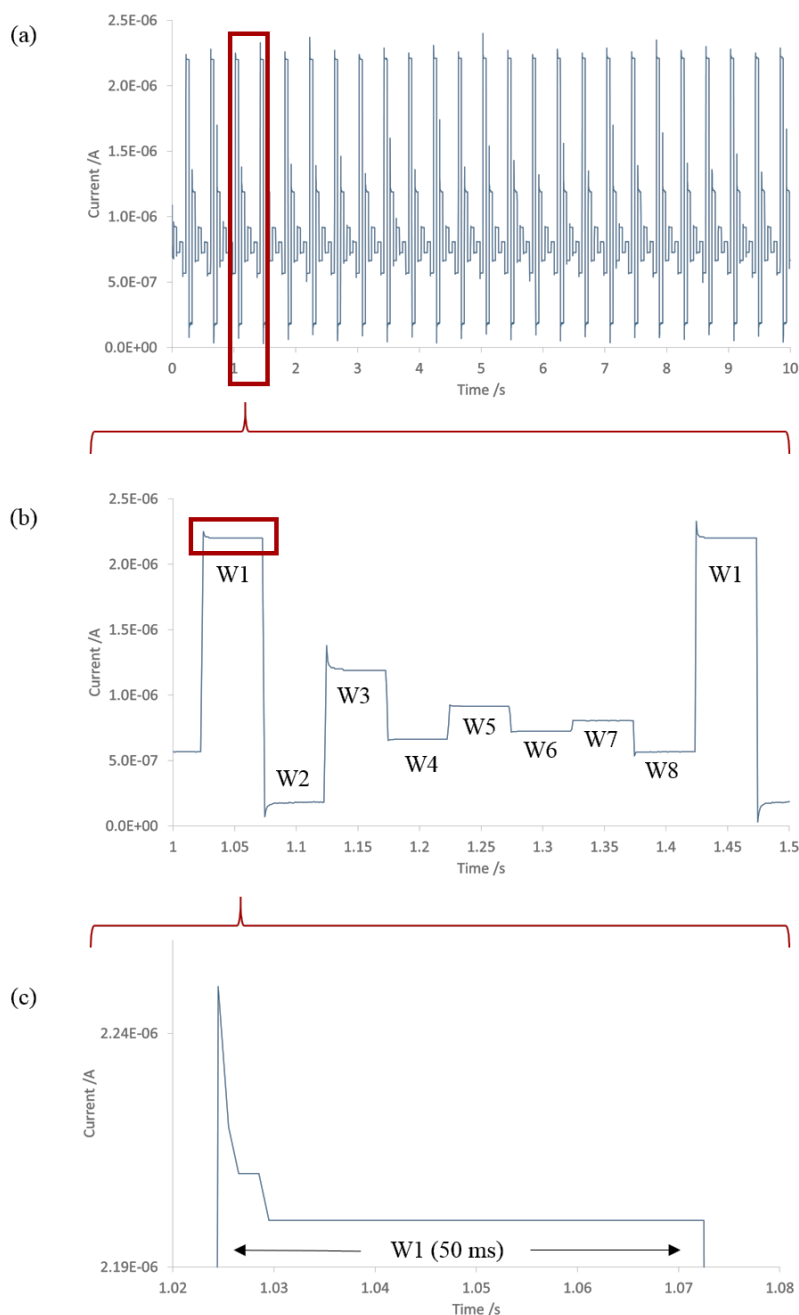 (a)
2.5E-06
2.0E-06
1.5E-06
1.0E-06
5.0E-07
0.0E+00
Current /A
0 1 2 3 4 5 6 7 8 9 10
Time /s
(b)
2.5E-06
2.0E-06
1.5E-06
1.0E-06
5.0E-07
0.0E+00
Current /A
W1 W1
W3
W5
W7
W4
W6
W8
W2
1 1.05 1.1 1.15 1.2 1.25 1.3 1.35 1.4 1.45 1.5
Time /s
(c)
2.24E-06
Current /A
W1 (50 ms)
2.19E-06
1.02 1.03 1.04 1.05 1.06 1.07 1.08
Time /s